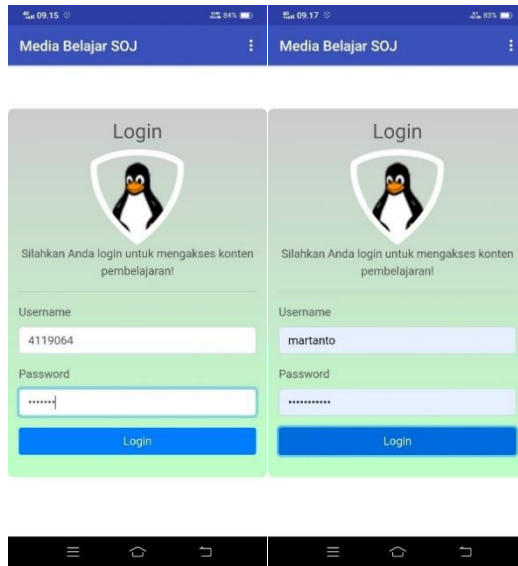 09.15
84%
Media Belajar SOJ
Login
Silahkan Anda login untuk mengakses konten
pembelajaran!
Username
4119064
Password
•••••••
Login
09.17
83%
Media Belajar SOJ
Login
Silahkan Anda login untuk mengakses konten
pembelajaran!
Username
martanto
Password
•••••••••••
Login